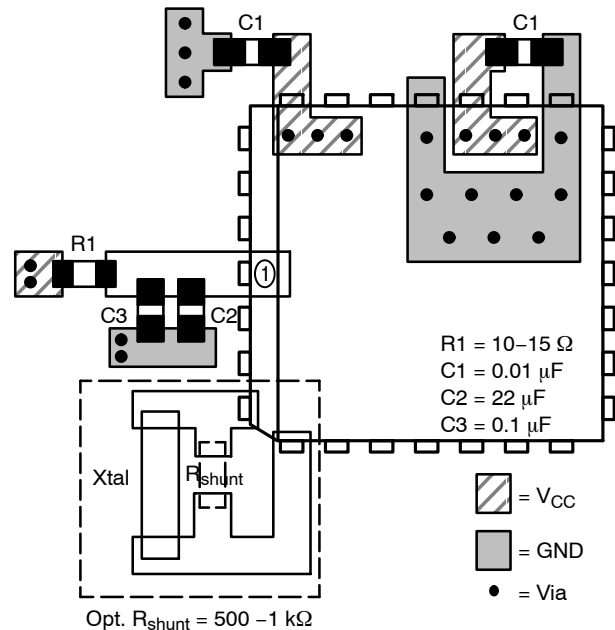 C1
C1
R1
1
C3
C2
R1 = 10–15 Ω
C1 = 0.01 μF
C2 = 22 μF
C3 = 0.1 μF
Xtal
Rshunt
= VCC
= GND
= Via
Opt. Rshunt = 500 –1 kΩ